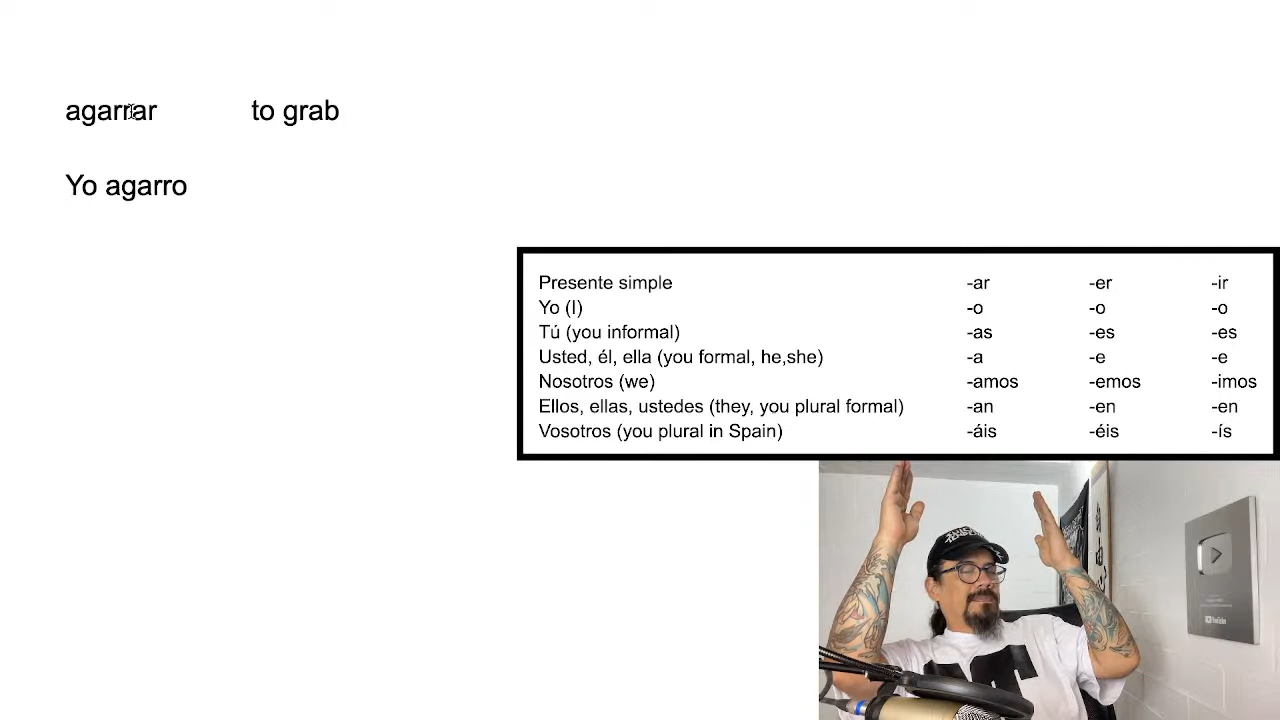 agarrar to grab
Yo agarro
Presente simple -ar -er -ir
Yo (I) -o -o -o
Tú (you informal) -as -es -es
Usted, él, ella (you formal, he,she) -a -e -e
Nosotros (we) -amos -emos -imos
Ellos, ellas, ustedes (they, you plural formal) -an -en -en
Vosotros (you plural in Spain) -áis -éis -ís
YouTube